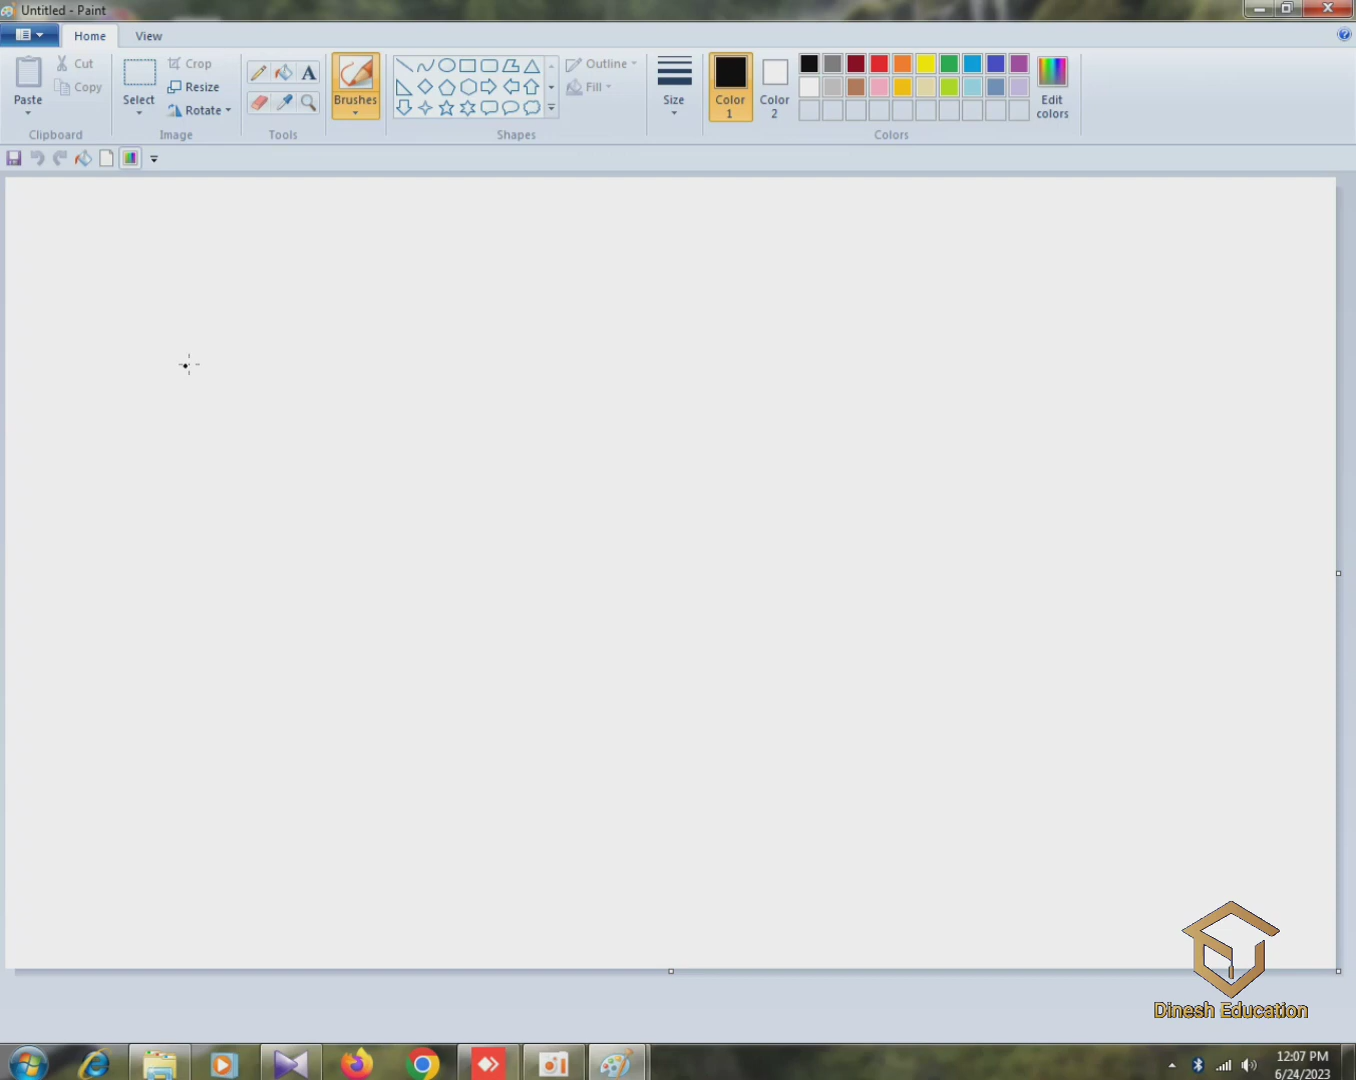 Untitled - Paint
Home View
Paste
Cut
Copy
Clipboard
Select
Crop
Resize
Rotate
Image
A
Tools
Brushes
Shapes
Outline
Fill
Size
Color
1
Color
2
Edit
colors
Colors
Dinesh Education
12:07 PM
6/24/2023